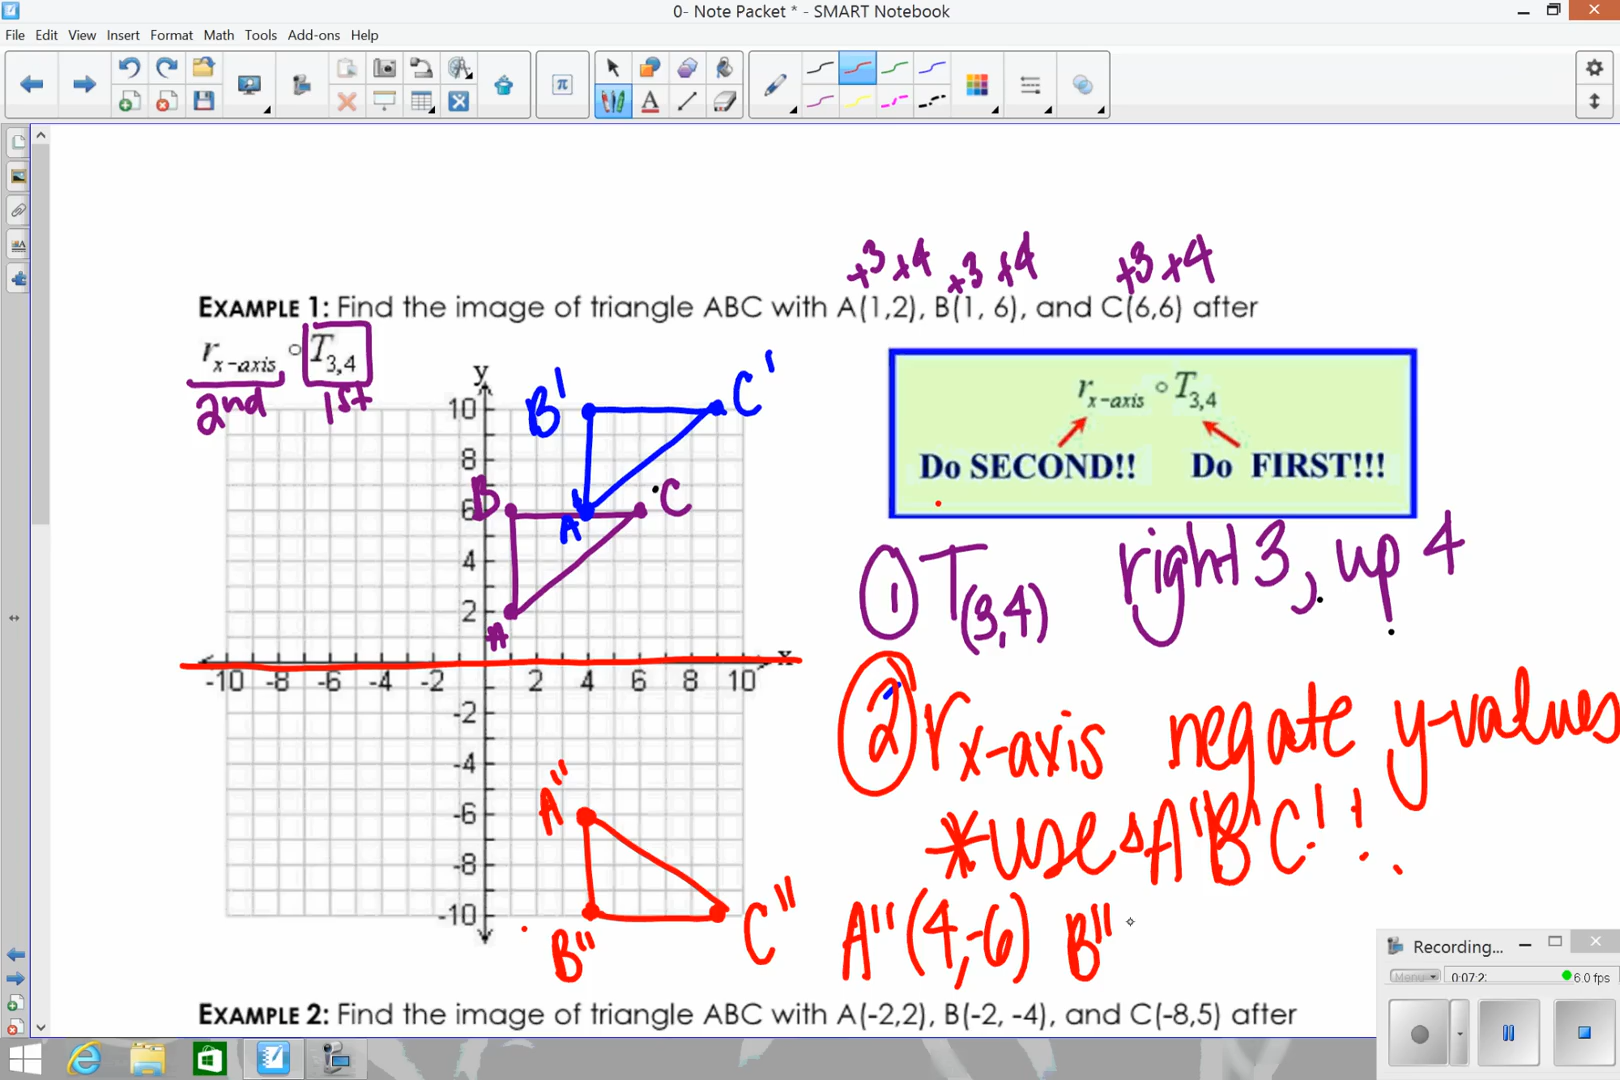 0- Note Packet * - SMART Notebook
File Edit View Insert Format Math Tools Add-ons Help
π A
+3 +4 +3 +4 +3 +4
EXAMPLE 1: Find the image of triangle ABC with A(1,2), B(1, 6), and C(6,6) after
r x-axis ∘ T 3,4
2nd 1st
y
B' C'
10
8
B 6 A' C
4
2
A
x
-10 -8 -6 -4 -2 2 4 6 8 10
-2
-4
A''
-6
-8
-10
B'' C''
r x-axis ∘ T 3,4
Do SECOND!! Do FIRST!!!
① T(3,4) right 3, up 4
② r x-axis negate y-values
*use △A'B'C'!!
A''(4,-6) B''
EXAMPLE 2: Find the image of triangle ABC with A(-2,2), B(-2, -4), and C(-8,5) after
Recording...
Menu 0:07:2 6.0 fps